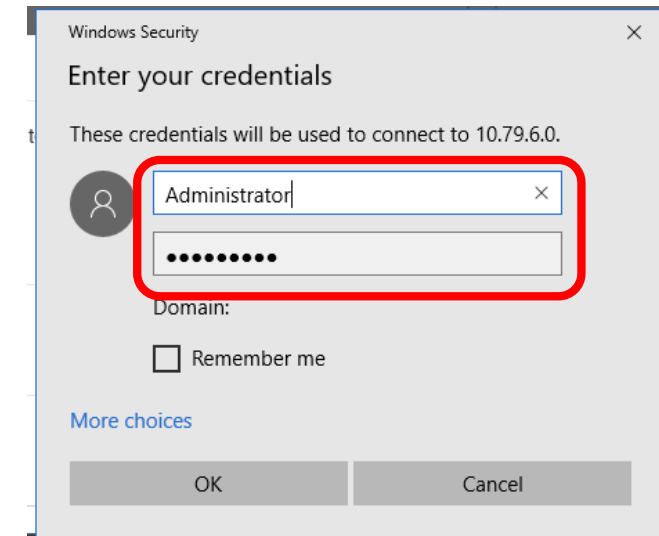 Windows Security
Enter your credentials
These credentials will be used to connect to 10.79.6.0.
Administrator
●●●●●●●●●
Domain:
Remember me
More choices
OK
Cancel